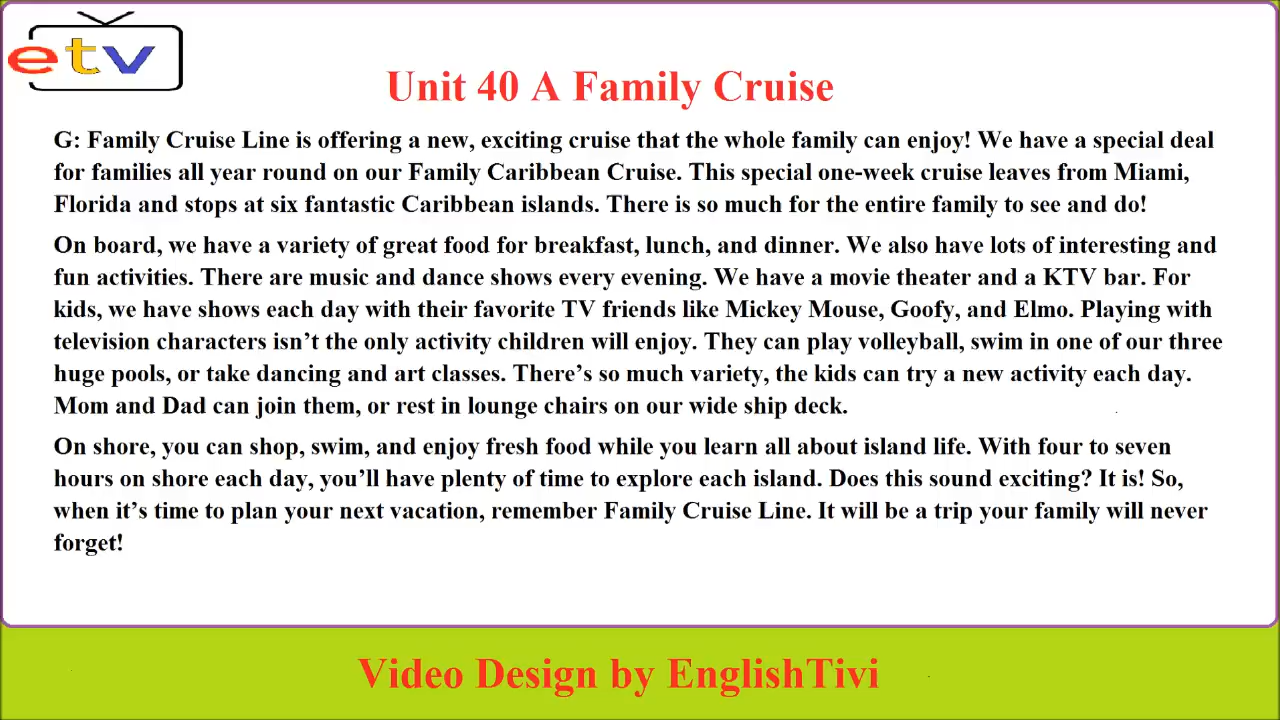 etv
Unit 40 A Family Cruise
G: Family Cruise Line is offering a new, exciting cruise that the whole family can enjoy! We have a special deal
for families all year round on our Family Caribbean Cruise. This special one-week cruise leaves from Miami,
Florida and stops at six fantastic Caribbean islands. There is so much for the entire family to see and do!
On board, we have a variety of great food for breakfast, lunch, and dinner. We also have lots of interesting and
fun activities. There are music and dance shows every evening. We have a movie theater and a KTV bar. For
kids, we have shows each day with their favorite TV friends like Mickey Mouse, Goofy, and Elmo. Playing with
television characters isn’t the only activity children will enjoy. They can play volleyball, swim in one of our three
huge pools, or take dancing and art classes. There’s so much variety, the kids can try a new activity each day.
Mom and Dad can join them, or rest in lounge chairs on our wide ship deck.
On shore, you can shop, swim, and enjoy fresh food while you learn all about island life. With four to seven
hours on shore each day, you’ll have plenty of time to explore each island. Does this sound exciting? It is! So,
when it’s time to plan your next vacation, remember Family Cruise Line. It will be a trip your family will never
forget!
Video Design by EnglishTivi